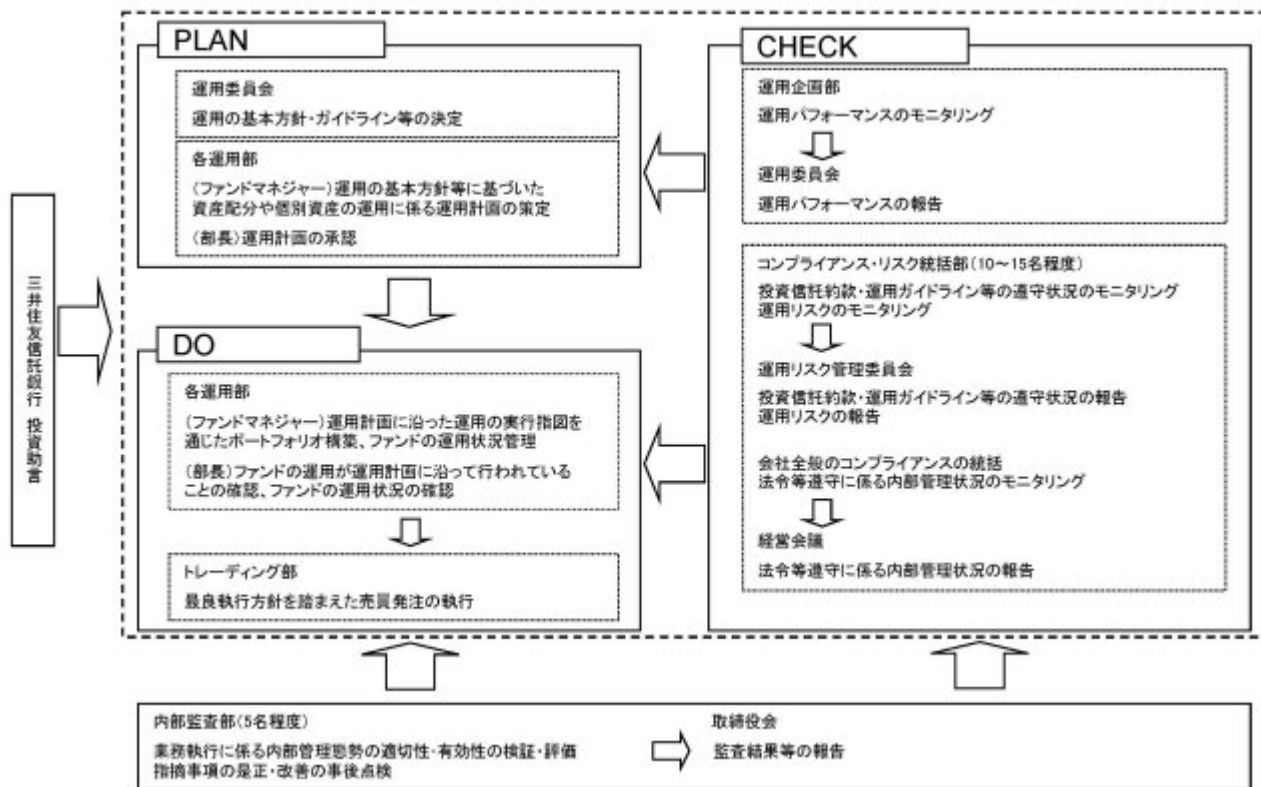 三井住友信託銀行 投資助言
PLAN
運用委員会
運用の基本方針・ガイドライン等の決定
各運用部
(ファンドマネジャー)運用の基本方針等に基づいた
資産配分や個別資産の運用に係る運用計画の策定
(部長)運用計画の承認
DO
各運用部
(ファンドマネジャー)運用計画に沿った運用の実行指図を
通じたポートフォリオ構築、ファンドの運用状況管理
(部長)ファンドの運用が運用計画に沿って行われている
ことの確認、ファンドの運用状況の確認
トレーディング部
最良執行方針を踏まえた売買発注の執行
CHECK
運用企画部
運用パフォーマンスのモニタリング
運用委員会
運用パフォーマンスの報告
コンプライアンス・リスク統括部(10～15名程度)
投資信託約款・運用ガイドライン等の遵守状況のモニタリング
運用リスクのモニタリング
運用リスク管理委員会
投資信託約款・運用ガイドライン等の遵守状況の報告
運用リスクの報告
会社全般のコンプライアンスの統括
法令等遵守に係る内部管理状況のモニタリング
経営会議
法令等遵守に係る内部管理状況の報告
内部監査部(5名程度)
業務執行に係る内部管理態勢の適切性・有効性の検証・評価
指摘事項の是正・改善の事後点検
取締役会
監査結果等の報告